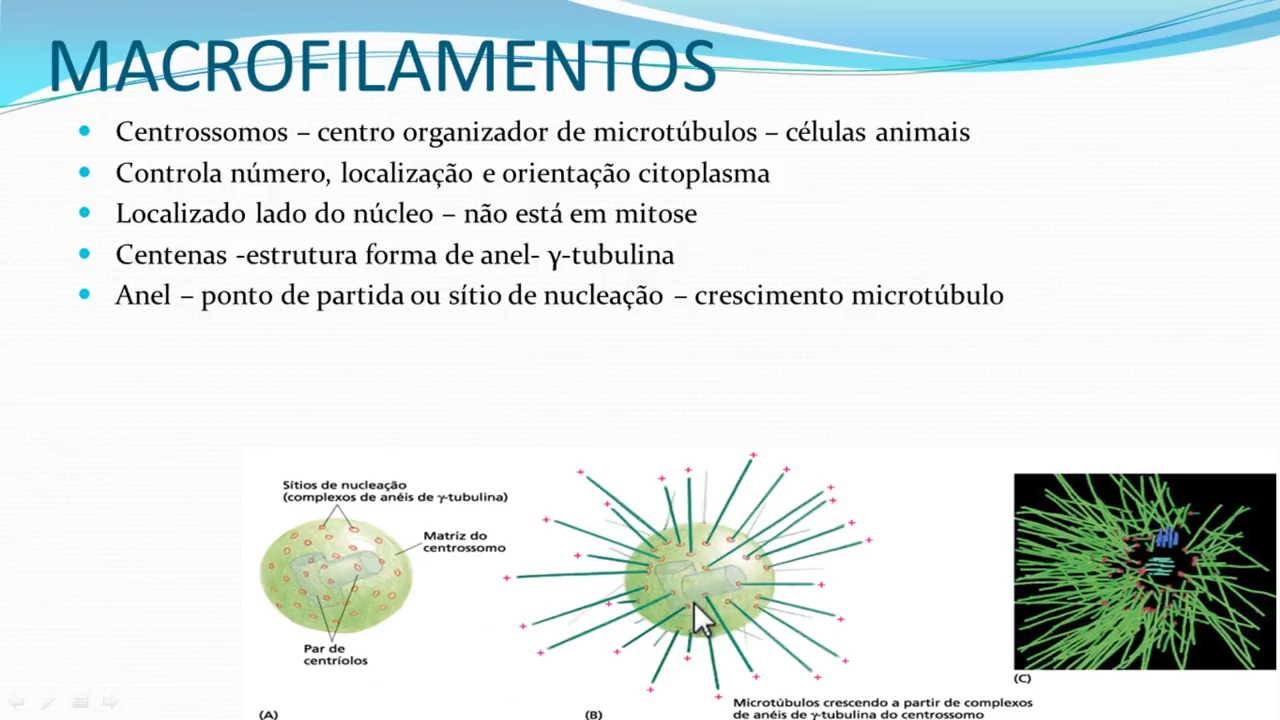 MACROFILAMENTOS
Centrossomos – centro organizador de microtúbulos – células animais
Controla número, localização e orientação citoplasma
Localizado lado do núcleo – não está em mitose
Centenas -estrutura forma de anel- γ-tubulina
Anel – ponto de partida ou sítio de nucleação – crescimento microtúbulo
Sítios de nucleação
(complexos de anéis de γ-tubulina)
Matriz do
centrossomo
Par de
centríolos
(A)
(B)
Microtúbulos crescendo a partir de complexos
de anéis de γ-tubulina do centrossomo
(C)